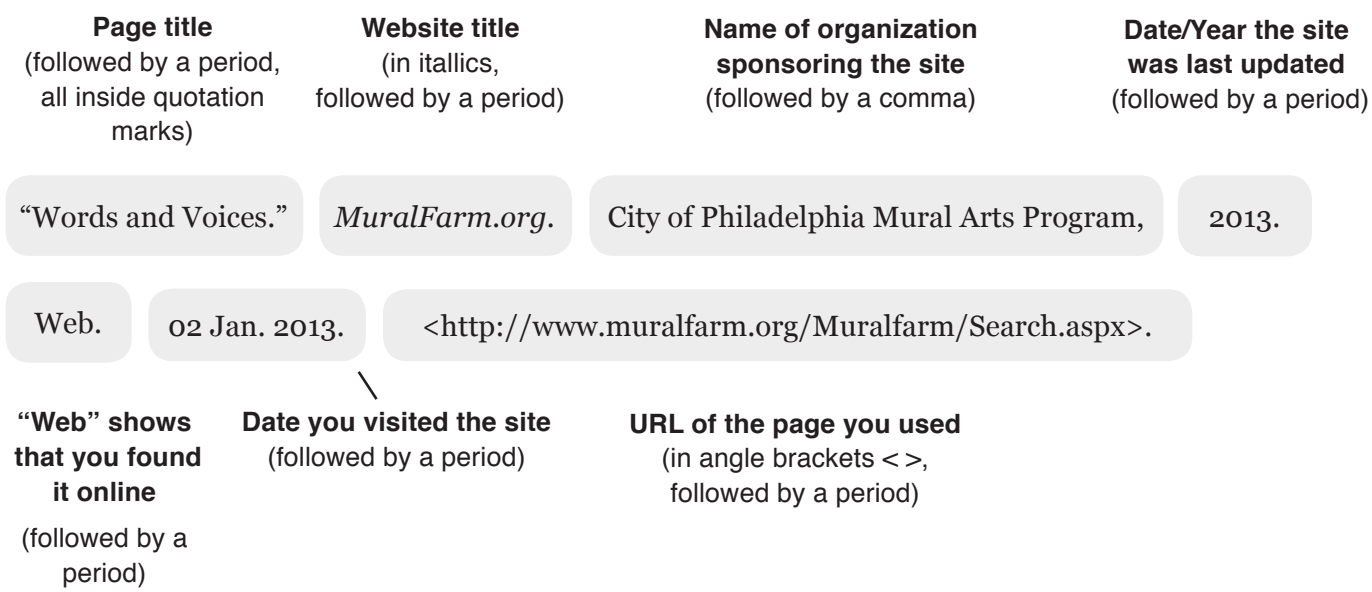 Page title
(followed by a period,
all inside quotation
marks)
Website title
(in itallics,
followed by a period)
Name of organization
sponsoring the site
(followed by a comma)
Date/Year the site
was last updated
(followed by a period)
“Words and Voices.” MuralFarm.org. City of Philadelphia Mural Arts Program, 2013.
Web. 02 Jan. 2013. <http://www.muralfarm.org/Muralfarm/Search.aspx>.
“Web” shows
that you found
it online
(followed by a
period)
Date you visited the site
(followed by a period)
URL of the page you used
(in angle brackets < >,
followed by a period)